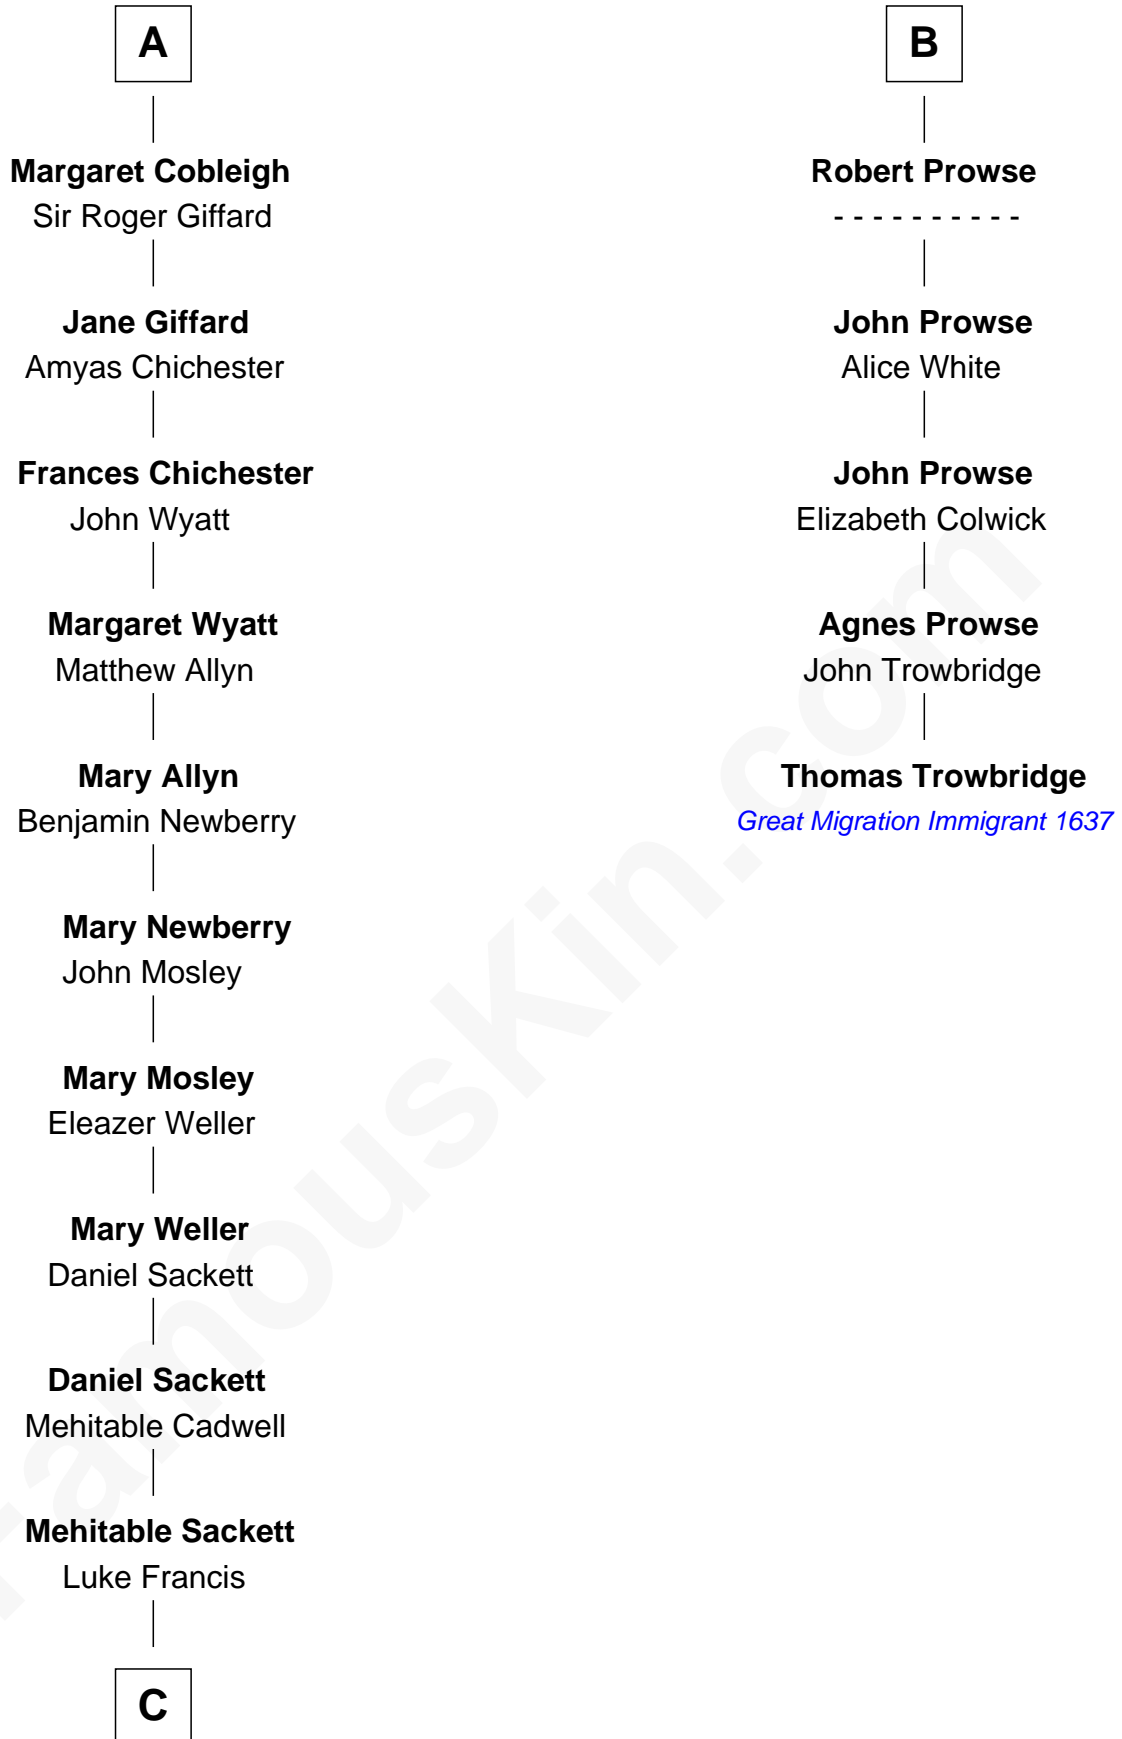 A
Margaret Cobleigh
Sir Roger Giffard
Jane Giffard
Amyas Chichester
Frances Chichester
John Wyatt
Margaret Wyatt
Matthew Allyn
Mary Allyn
Benjamin Newberry
Mary Newberry
John Mosley
Mary Mosley
Eleazer Weller
Mary Weller
Daniel Sackett
Daniel Sackett
Mehitable Cadwell
Mehitable Sackett
Luke Francis
C
B
Robert Prowse
- - - - - - - - - -
John Prowse
Alice White
John Prowse
Elizabeth Colwick
Agnes Prowse
John Trowbridge
Thomas Trowbridge
Great Migration Immigrant 1637
FamousKin.com